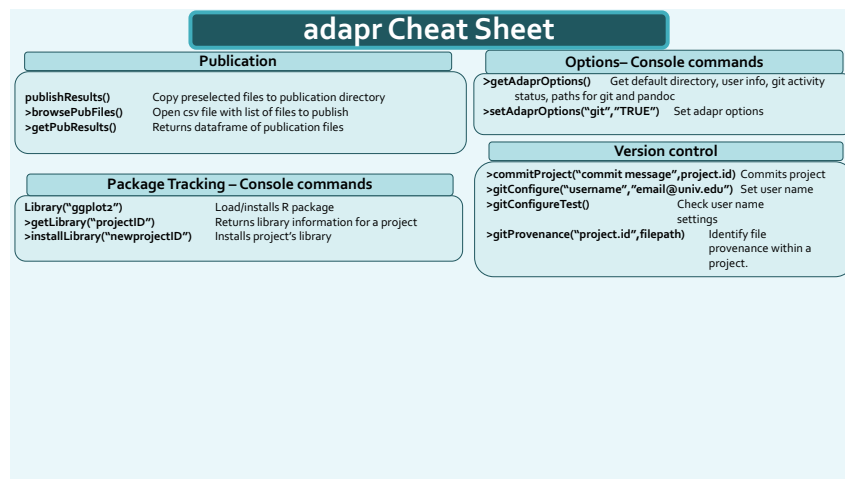 adapr Cheat Sheet
Publication
publishResults() Copy preselected files to publication directory
>browsePubFiles() Open csv file with list of files to publish
>getPubResults() Returns dataframe of publication files
Package Tracking – Console commands
Library(“ggplot2”) Load/installs R package
>getLibrary(“projectID”) Returns library information for a project
>installLibrary(“newprojectID”) Installs project’s library
Options– Console commands
>getAdaprOptions() Get default directory, user info, git activity
status, paths for git and pandoc
>setAdaprOptions(“git”,”TRUE”) Set adapr options
Version control
>commitProject(“commit message”,project.id) Commits project
>gitConfigure(“username”,”email@univ.edu”) Set user name
>gitConfigureTest() Check user name
settings
>gitProvenance(“project.id”,filepath) Identify file
provenance within a
project.